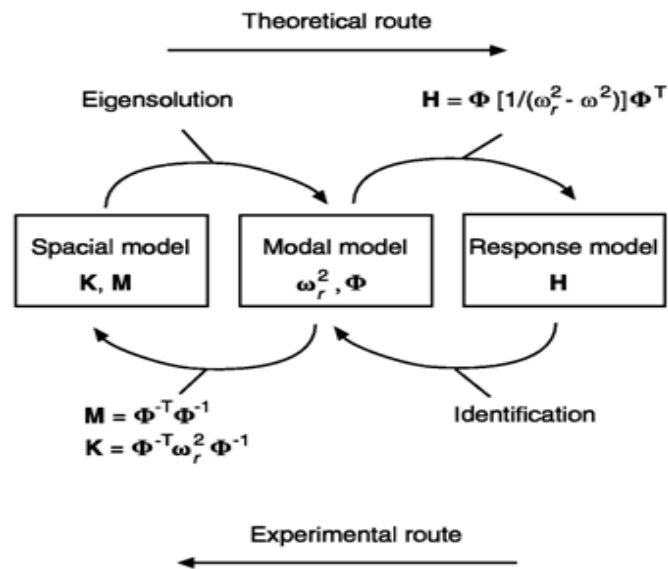 Theoretical route
Eigensolution
H = Φ [1/(ω_r^2 - ω^2)]Φ^T
Spacial model
K, M
Modal model
ω_r^2 , Φ
Response model
H
M = Φ^-T Φ^-1
K = Φ^-T ω_r^2 Φ^-1
Identification
Experimental route